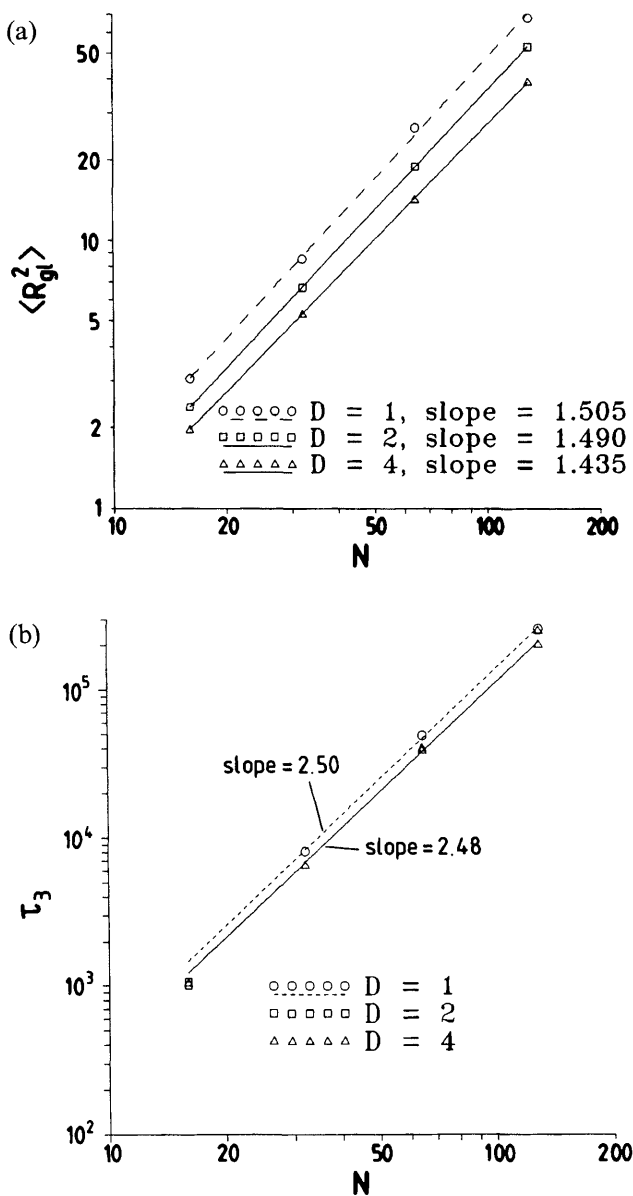 (a)
50
20
10
5
2
1
⟨R²gl⟩
D = 1, slope = 1.505
D = 2, slope = 1.490
D = 4, slope = 1.435
10 20 50 100 200
N
(b)
10⁵
10⁴
10³
10²
τ₃
slope = 2.50
slope = 2.48
D = 1
D = 2
D = 4
10 20 50 100 200
N